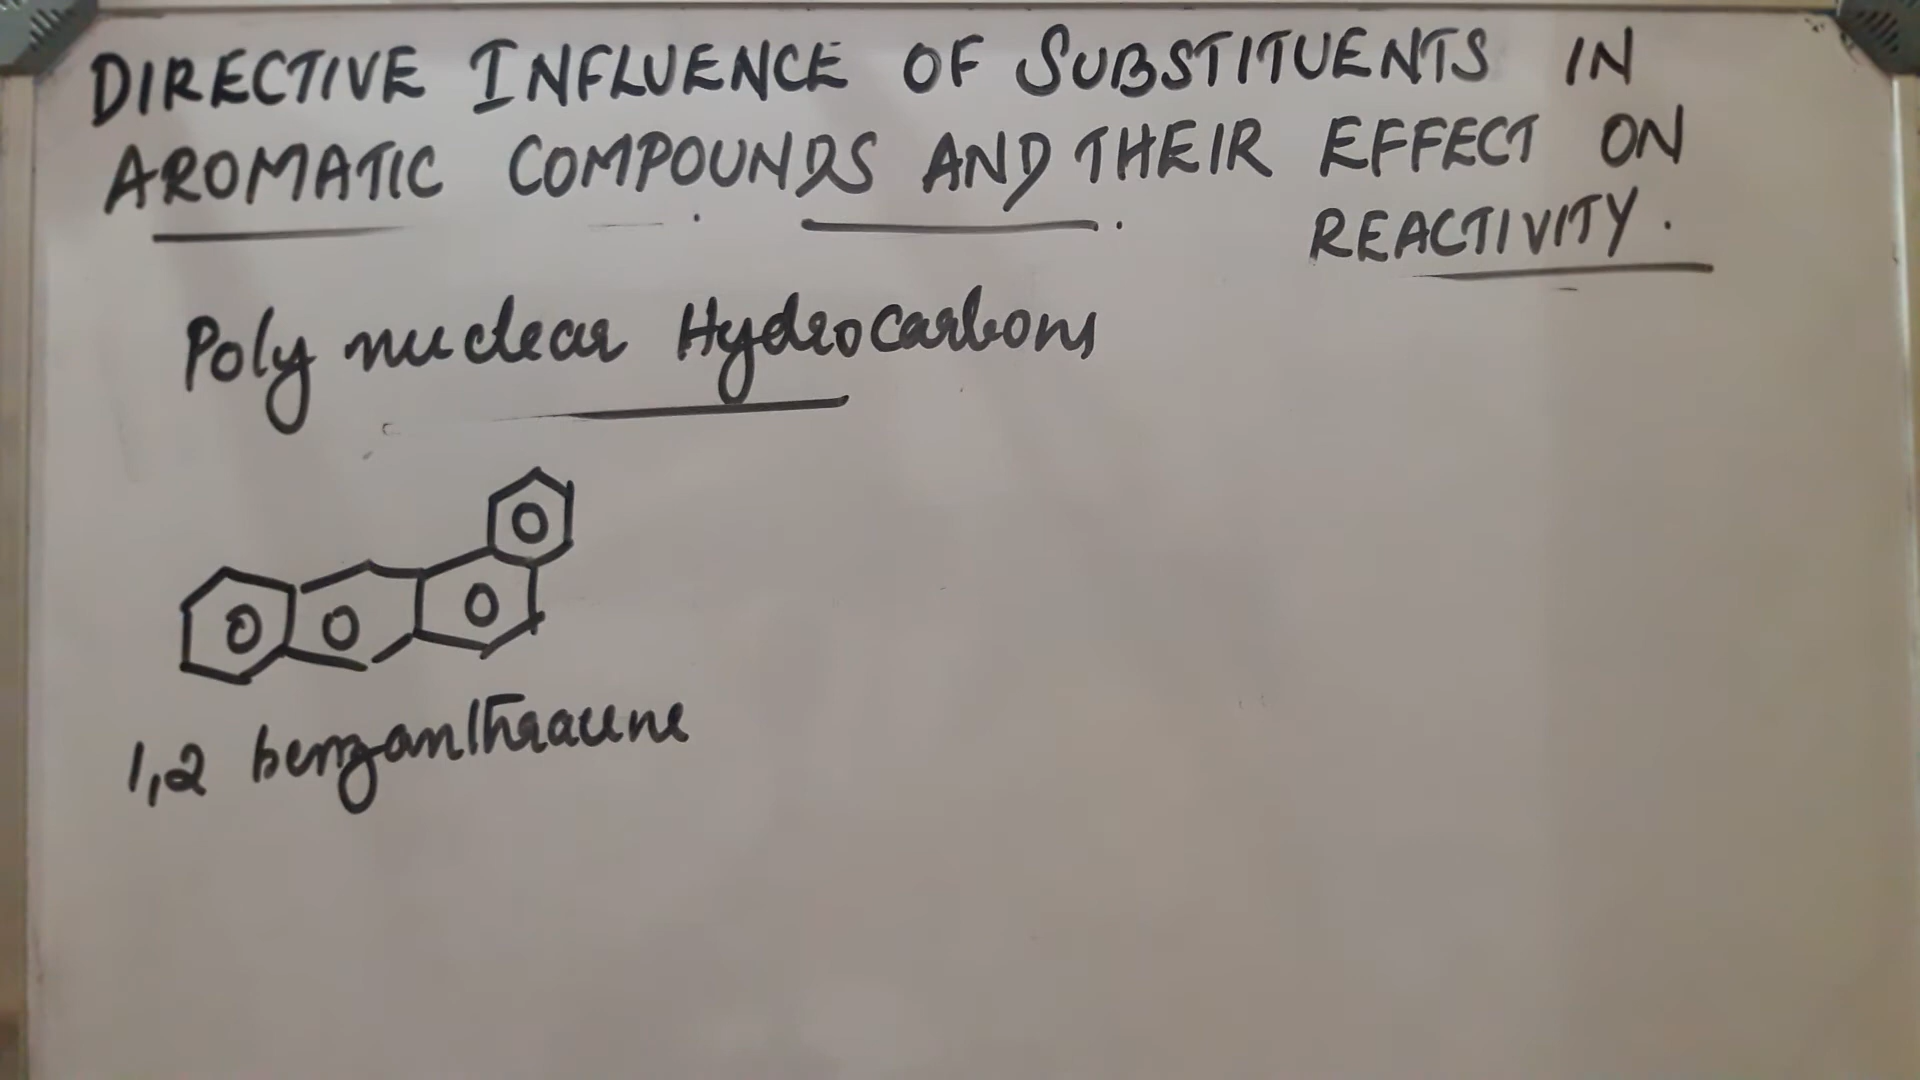 DIRECTIVE INFLUENCE OF SUBSTITUENTS IN
AROMATIC COMPOUNDS AND THEIR EFFECT ON
REACTIVITY.
Poly nuclear Hydrocarbons
1,2 benzanthracene